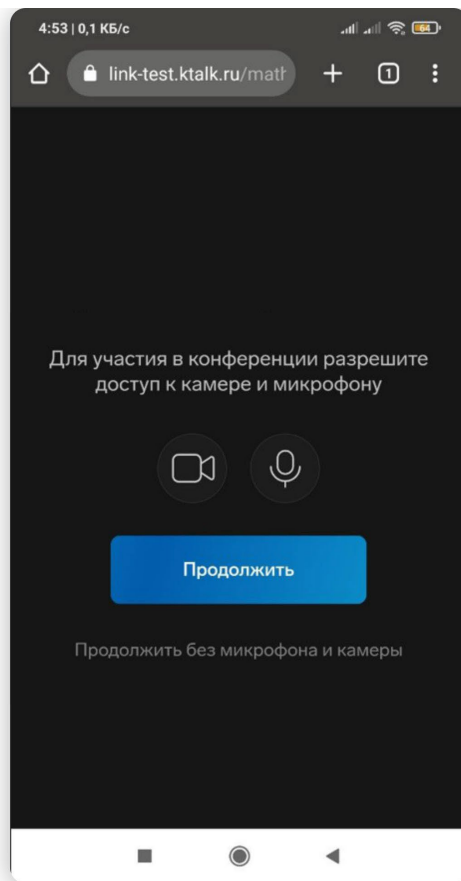 4:53 | 0,1 КБ/с 64
link-test.ktalk.ru/math 1
Для участия в конференции разрешите
доступ к камере и микрофону
Продолжить
Продолжить без микрофона и камеры